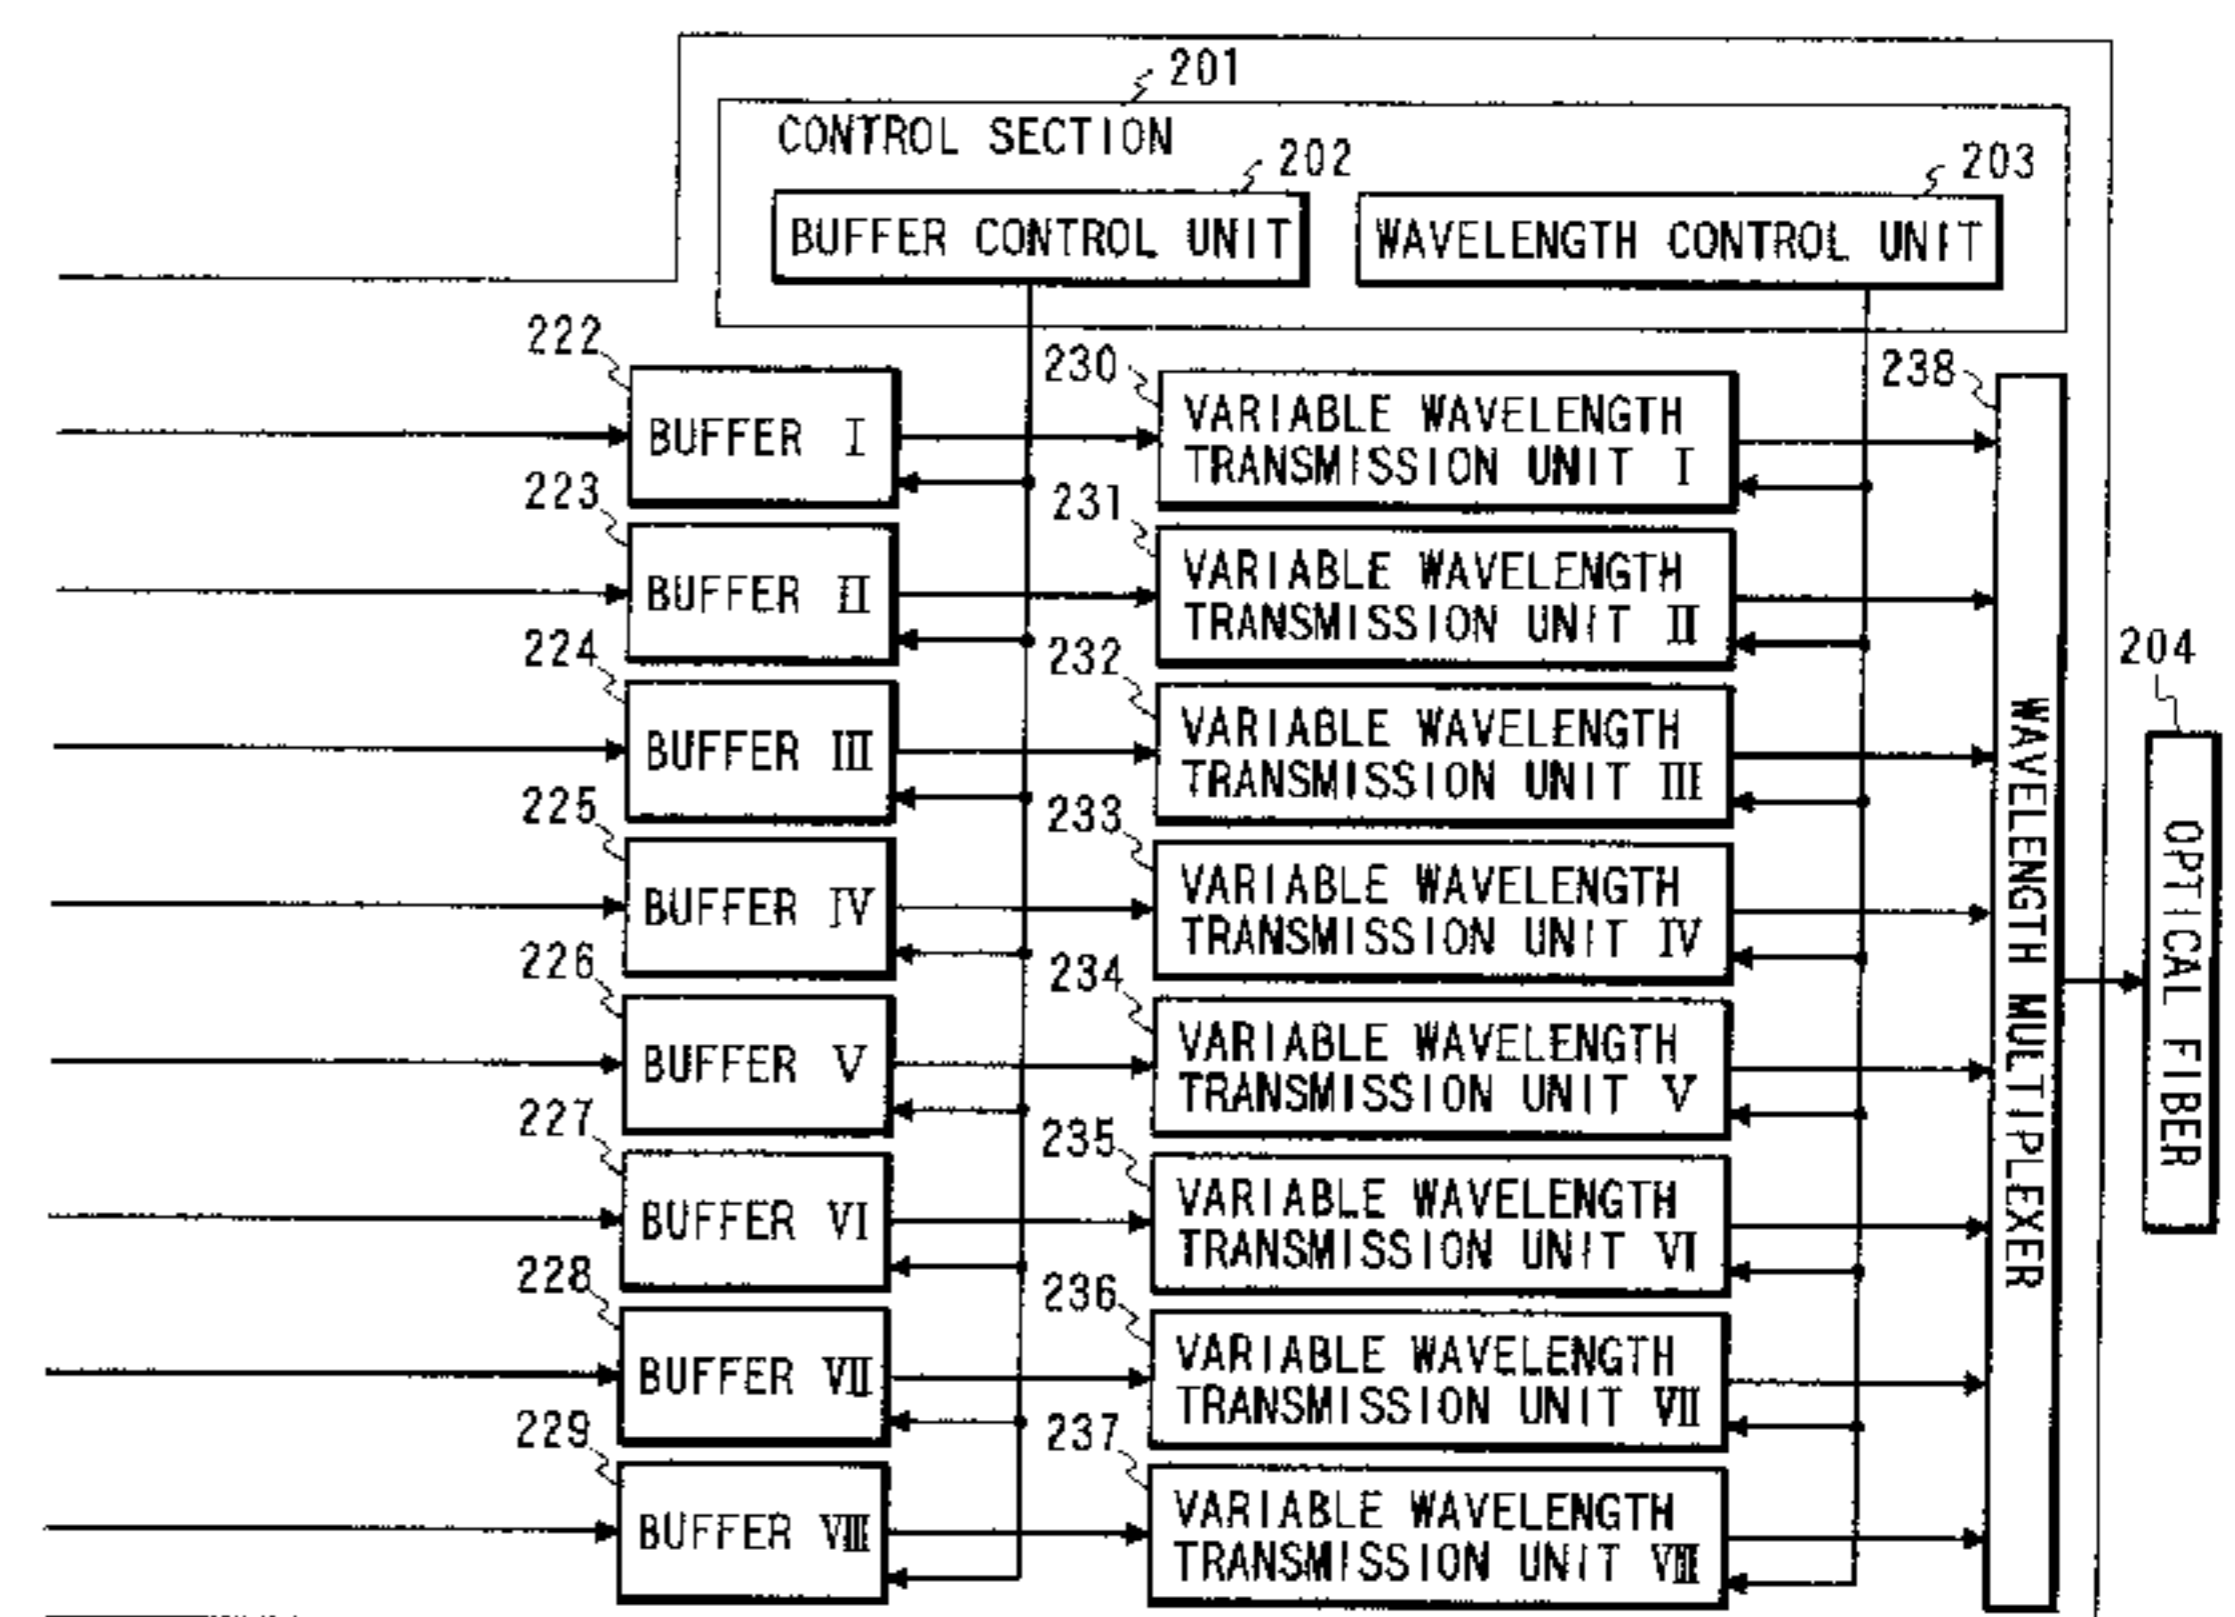 201
CONTROL SECTION
202
203
BUFFER CONTROL UNIT
WAVELENGTH CONTROL UNIT
222
BUFFER I
230
VARIABLE WAVELENGTH
TRANSMISSION UNIT I
238
223
BUFFER II
231
VARIABLE WAVELENGTH
TRANSMISSION UNIT II
224
BUFFER III
232
VARIABLE WAVELENGTH
TRANSMISSION UNIT III
225
BUFFER IV
233
VARIABLE WAVELENGTH
TRANSMISSION UNIT IV
226
BUFFER V
234
VARIABLE WAVELENGTH
TRANSMISSION UNIT V
227
BUFFER VI
235
VARIABLE WAVELENGTH
TRANSMISSION UNIT VI
228
BUFFER VII
236
VARIABLE WAVELENGTH
TRANSMISSION UNIT VII
229
BUFFER VIII
237
VARIABLE WAVELENGTH
TRANSMISSION UNIT VIII
WAVELENGTH MULTIPLEXER
204
OPTICAL FIBER